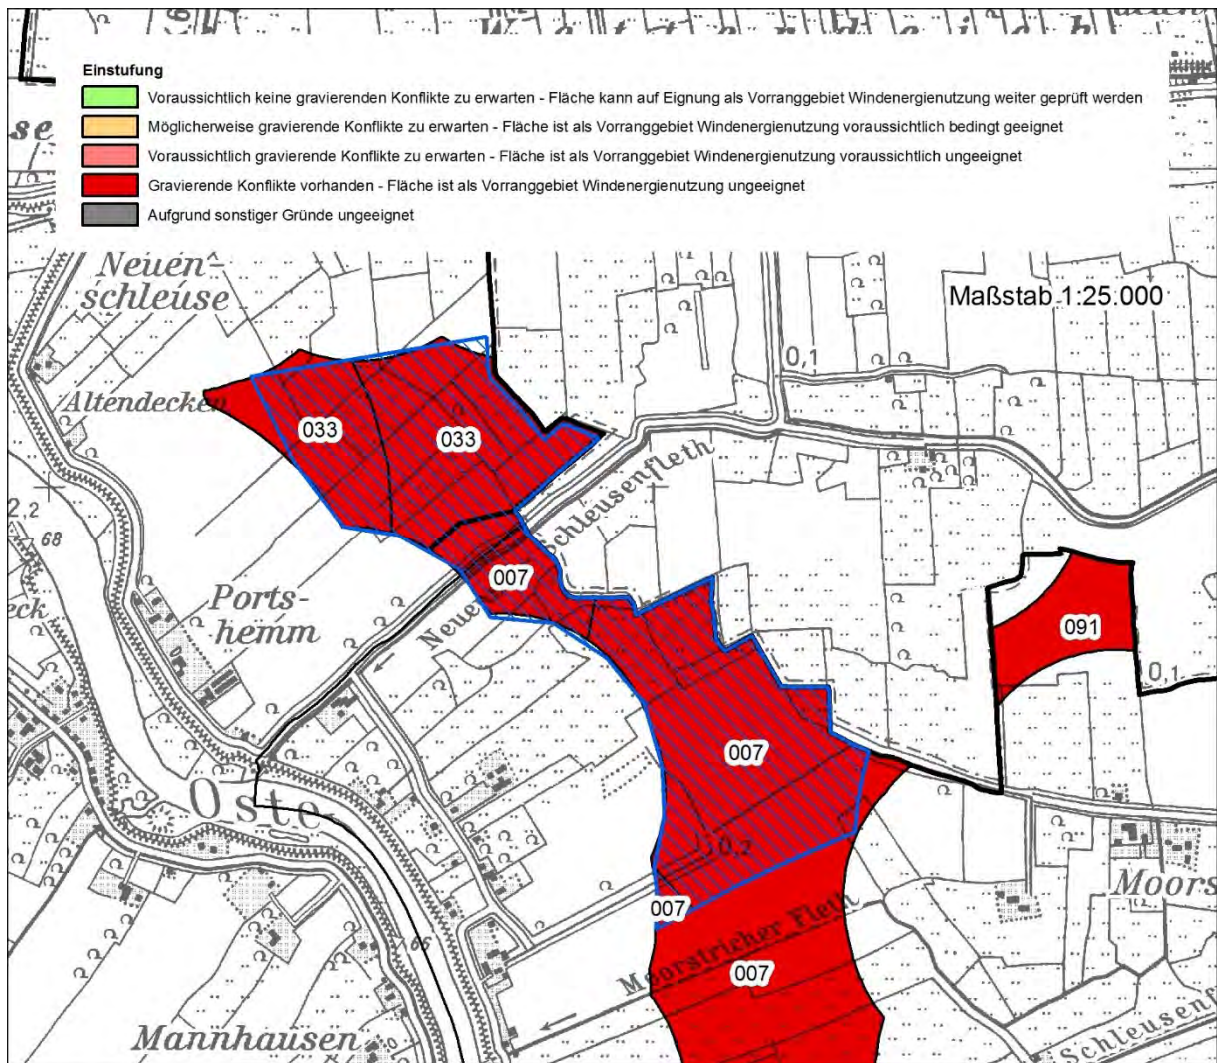 Westerndeich
Einstufung
Voraussichtlich keine gravierenden Konflikte zu erwarten - Fläche kann auf Eignung als Vorranggebiet Windenergienutzung weiter geprüft werden
Möglicherweise gravierende Konflikte zu erwarten - Fläche ist als Vorranggebiet Windenergienutzung voraussichtlich bedingt geeignet
Voraussichtlich gravierende Konflikte zu erwarten - Fläche ist als Vorranggebiet Windenergienutzung voraussichtlich ungeeignet
Gravierende Konflikte vorhanden - Fläche ist als Vorranggebiet Windenergienutzung ungeeignet
Aufgrund sonstiger Gründe ungeeignet
se
Neuen-
schleuse
Maßstab 1:25.000
0,1
Altendecken
033
033
2,2
68
Neues Schleusenfleth
007
eck
Ports-
hemm
091
0,1
007
Oste
0,2
Moors
007
66
Moorstricher Fleth
007
Mannhausen
Schleusenf